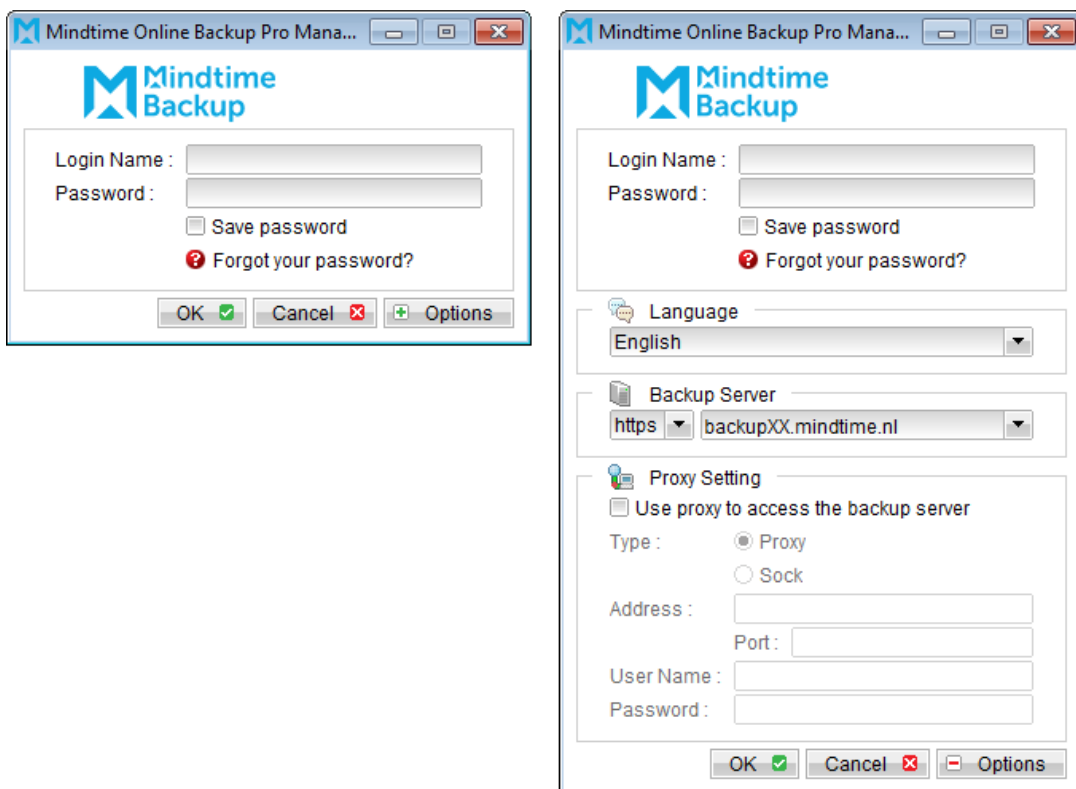 Mindtime Online Backup Pro Mana...
Mindtime
Backup
Login Name :
Password :
Save password
Forgot your password?
OK Cancel Options
Mindtime Online Backup Pro Mana...
Mindtime
Backup
Login Name :
Password :
Save password
Forgot your password?
Language
English
Backup Server
https backupXX.mindtime.nl
Proxy Setting
Use proxy to access the backup server
Type : Proxy
Sock
Address :
Port :
User Name :
Password :
OK Cancel Options